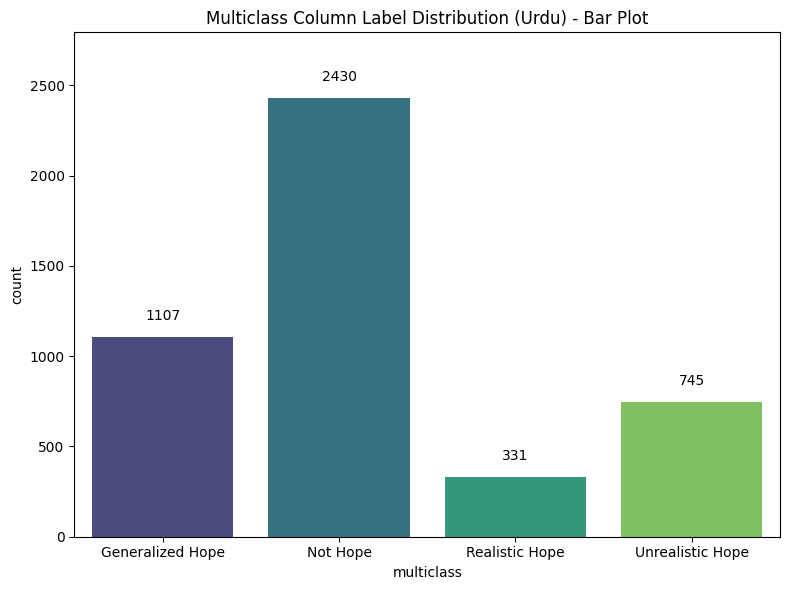 Multiclass Column Label Distribution (Urdu) - Bar Plot
2430
1107
745
331
2500
2000
1500
1000
500
0
count
Generalized Hope
Not Hope
Realistic Hope
Unrealistic Hope
multiclass